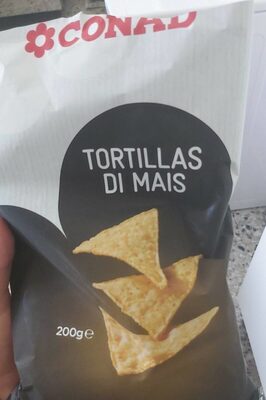 CONAD
TORTILLAS
DI MAIS
200g e